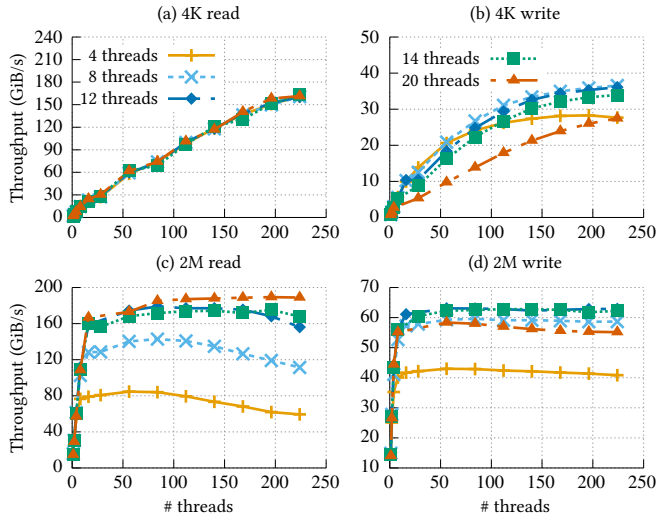 (a) 4K read
(b) 4K write
Throughput (GiB/s)
240
210
180
150
120
90
60
30
0
4 threads
8 threads
12 threads
0 50 100 150 200 250
50
40
30
20
10
0
14 threads
20 threads
0 50 100 150 200 250
(c) 2M read
(d) 2M write
Throughput (GiB/s)
200
160
120
80
40
0
0 50 100 150 200 250
# threads
70
60
50
40
30
20
10
0 50 100 150 200 250
# threads